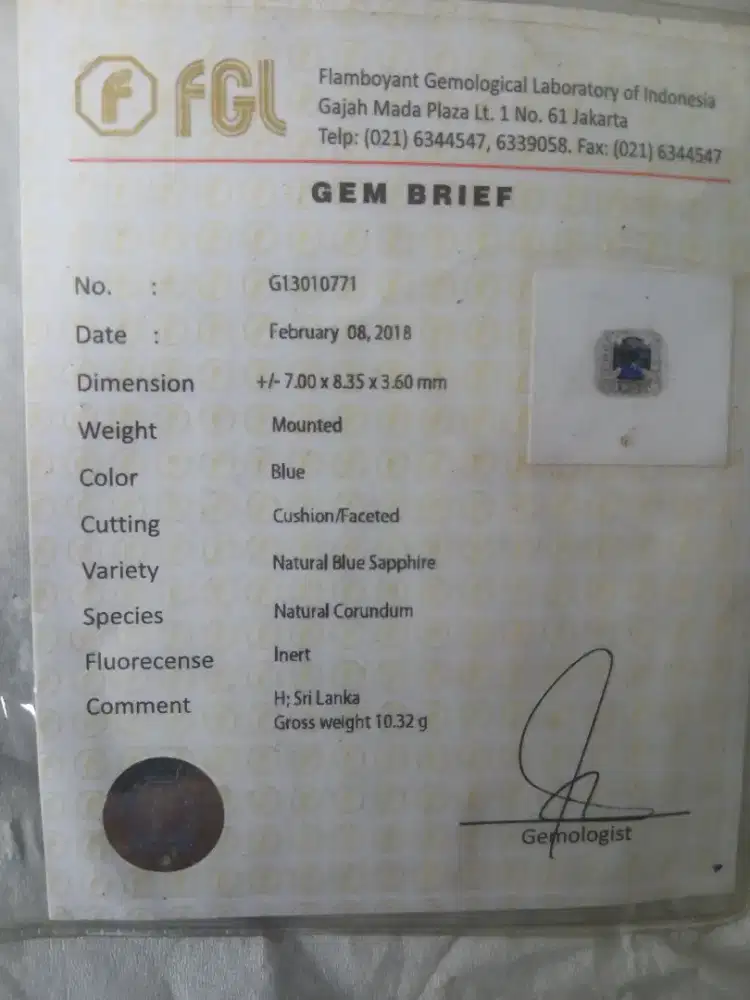 F FGL
Flamboyant Gemological Laboratory of Indonesia
Gajah Mada Plaza Lt. 1 No. 61 Jakarta
Telp: (021) 6344547, 6339058. Fax: (021) 6344547
GEM BRIEF
No. : G13010771
Date : February 08, 2018
Dimension +/- 7.00 x 8.35 x 3.60 mm
Weight Mounted
Color Blue
Cutting Cushion/Faceted
Variety Natural Blue Sapphire
Species Natural Corundum
Fluorecense Inert
Comment H; Sri Lanka
Gross weight 10.32 g
Gemologist